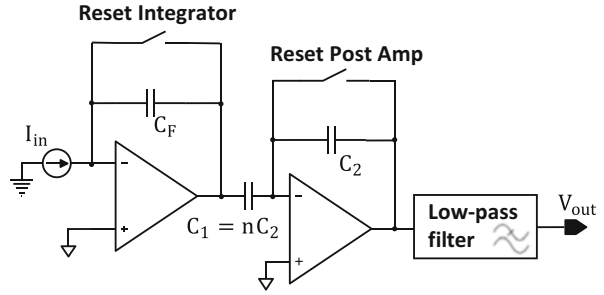 Reset Integrator
Reset Post Amp
C_F
I_in
C_2
C_1 = nC_2
Low-pass
filter
V_out